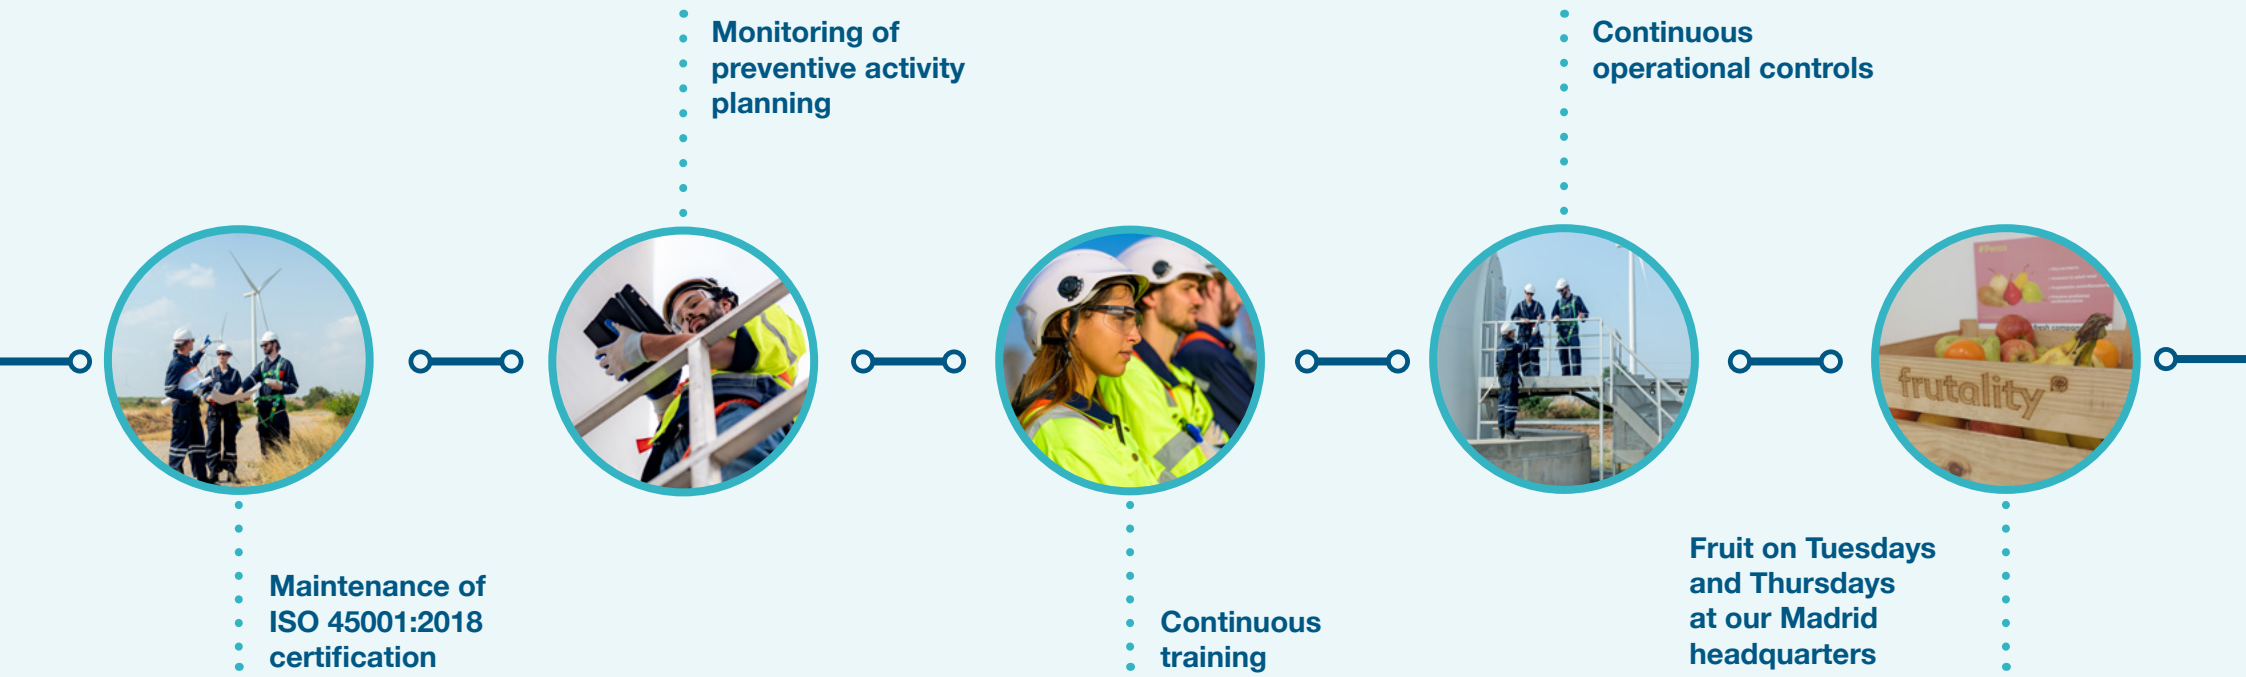 Monitoring of
preventive activity
planning
Continuous
operational controls
frutality
Maintenance of
ISO 45001:2018
certification
Continuous
training
Fruit on Tuesdays
and Thursdays
at our Madrid
headquarters